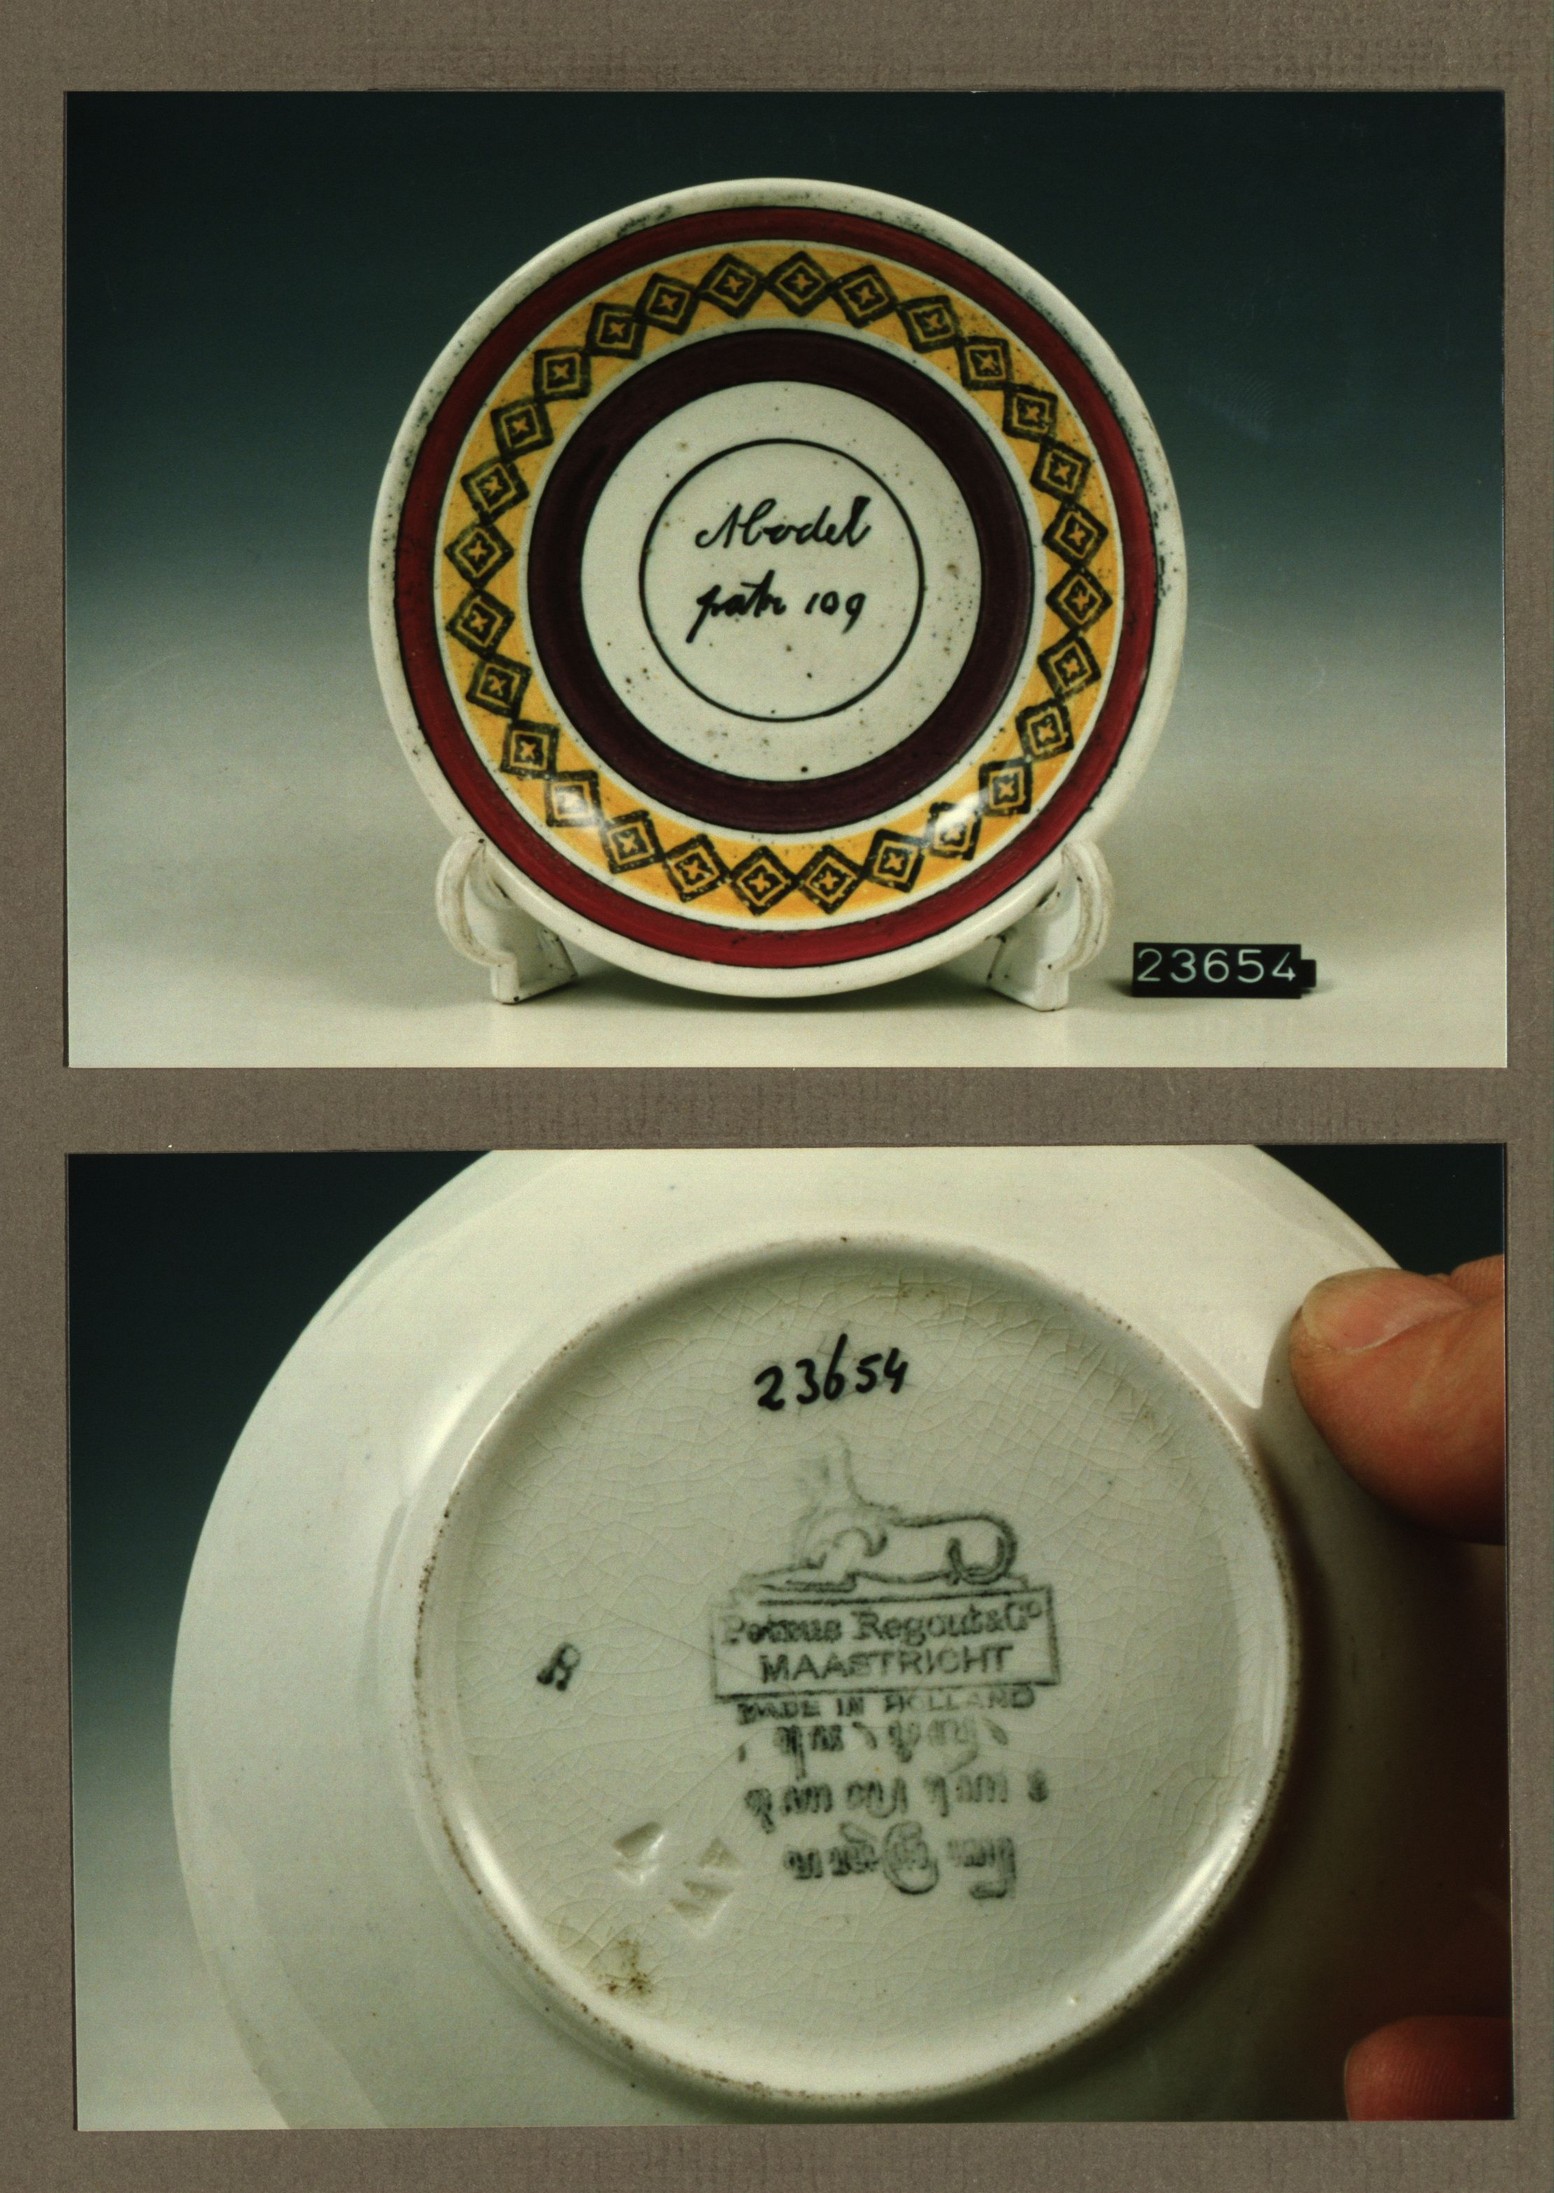 Model
patr 109
23654
23654
Petrus Regout & Co
MAASTRICHT
MADE IN HOLLAND
R